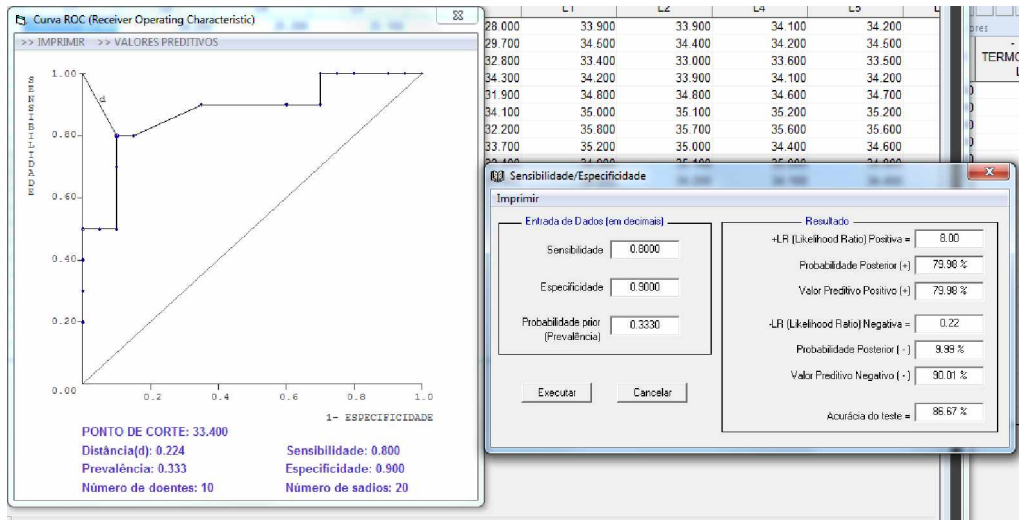 Curva ROC (Receiver Operating Characteristic)
>> IMPRIMIR >> VALORES PREDITIVOS
SENSIBILIDADE
1.00
0.80
0.60
0.40
0.20
0.00
d
0.2 0.4 0.6 0.8 1.0
1- ESPECIFICIDADE
PONTO DE CORTE: 33.400
Distância(d): 0.224 Sensibilidade: 0.800
Prevalência: 0.333 Especificidade: 0.900
Número de doentes: 10 Número de sadios: 20
L1 L2 L4 L5
28.000 33.900 33.900 34.100 34.200
29.700 34.500 34.400 34.200 34.500
32.800 33.400 33.000 33.600 33.500
34.300 34.200 33.900 34.100 34.200
31.900 34.800 34.800 34.600 34.700
34.100 35.000 35.100 35.200 35.200
32.200 35.800 35.700 35.600 35.600
33.700 35.200 35.000 34.400 34.600
TERMO
Sensibilidade/Especificidade
Imprimir
Entrada de Dados (em decimais)
Sensibilidade 0.8000
Especificidade 0.9000
Probabilidade prior
(Prevalência) 0.3330
Executar Cancelar
Resultado
+LR (Likelihood Ratio) Positiva = 8.00
Probabilidade Posterior (+) 79.98 %
Valor Preditivo Positivo (+) 79.98 %
-LR (Likelihood Ratio) Negativa = 0.22
Probabilidade Posterior ( - ) 9.99 %
Valor Preditivo Negativo ( - ) 90.01 %
Acurácia do teste = 86.67 %